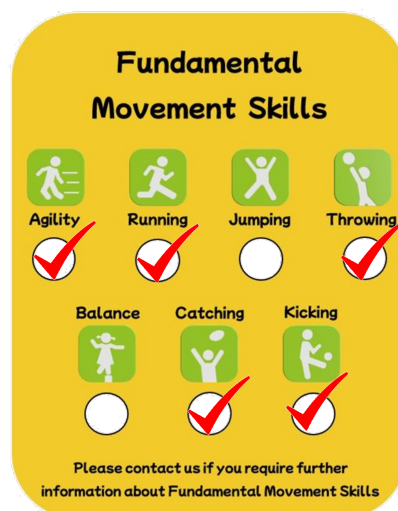 Fundamental
Movement Skills
Agility Running Jumping Throwing
Balance Catching Kicking
Please contact us if you require further
information about Fundamental Movement Skills